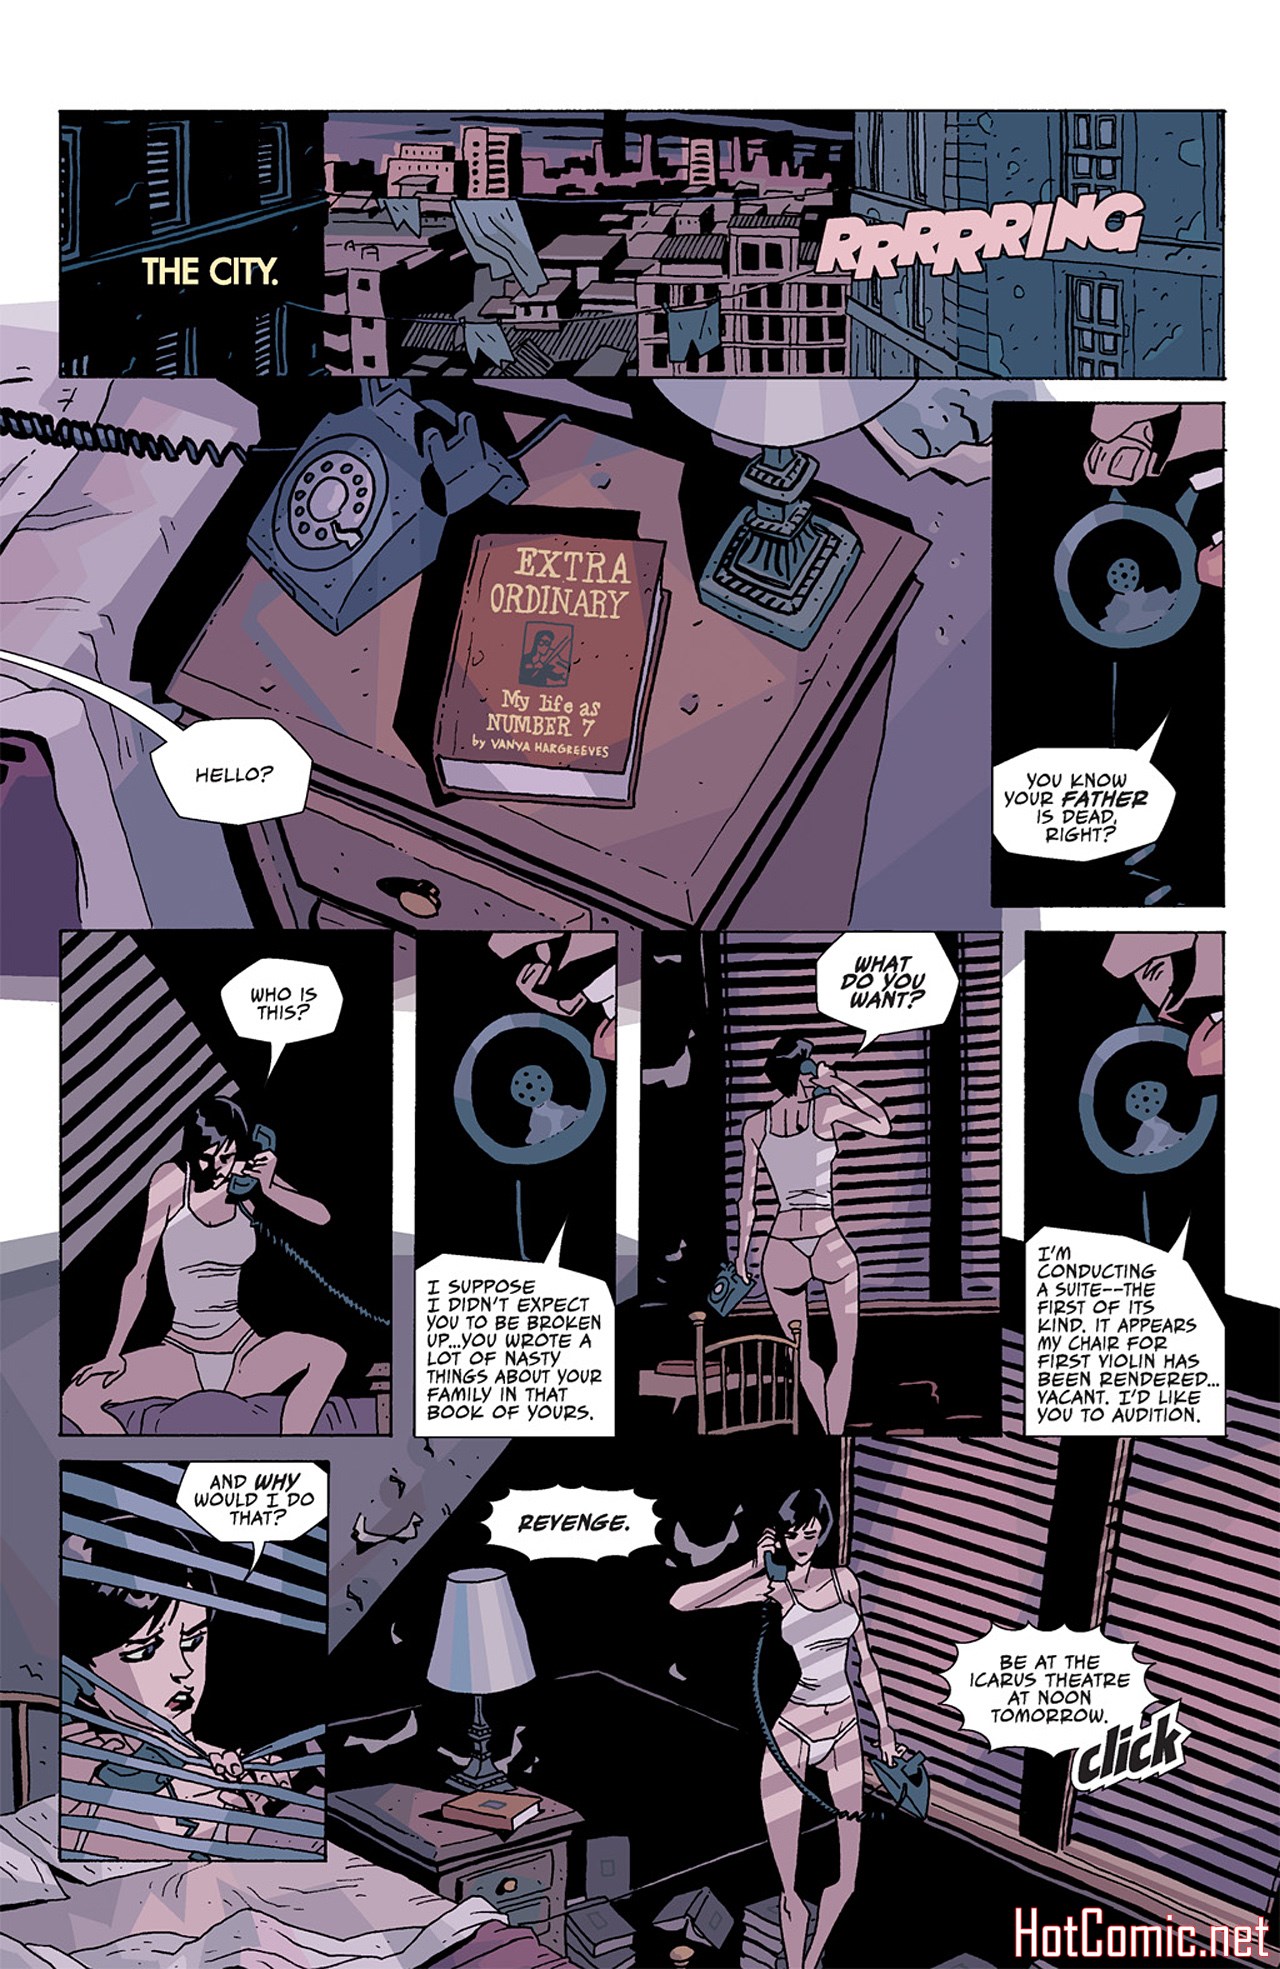 THE CITY.
RRRRRING
EXTRA
ORDINARY
My life as
NUMBER 7
by VANYA HARGREEVES
HELLO?
YOU KNOW
YOUR FATHER
IS DEAD,
RIGHT?
WHO IS
THIS?
I SUPPOSE
I DIDN'T EXPECT
YOU TO BE BROKEN
UP...YOU WROTE A
LOT OF NASTY
THINGS ABOUT YOUR
FAMILY IN THAT
BOOK OF YOURS.
WHAT
DO YOU
WANT?
I'M
CONDUCTING
A SUITE--THE
FIRST OF ITS
KIND. IT APPEARS
MY CHAIR FOR
FIRST VIOLIN HAS
BEEN RENDERED...
VACANT. I'D LIKE
YOU TO AUDITION.
AND WHY
WOULD I DO
THAT?
REVENGE.
BE AT THE
ICARUS THEATRE
AT NOON
TOMORROW.
click
HotComic.net